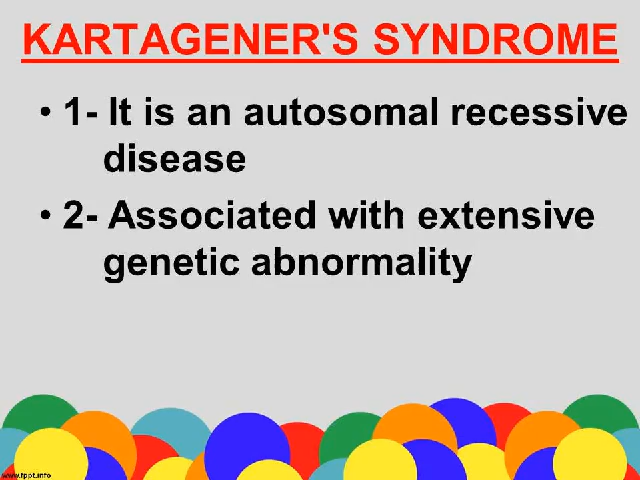 KARTAGENER'S SYNDROME
• 1- It is an autosomal recessive
disease
• 2- Associated with extensive
genetic abnormality
www.fppt.info